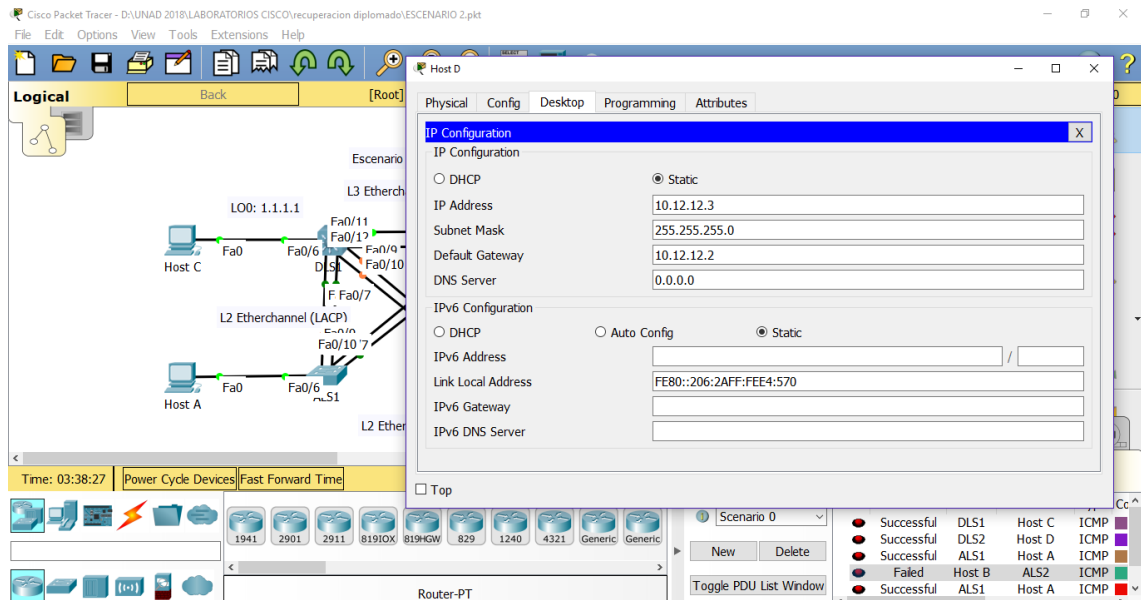 Cisco Packet Tracer - D:\UNAD 2018\LABORATORIOS CISCO\recuperacion diplomado\ESCENARIO 2.pkt
File Edit Options View Tools Extensions Help
Logical
Back
[Root]
Escenario
L3 Etherch
LO0: 1.1.1.1
Fa0/11
Fa0/12
Fa0
Fa0/6
Fa0/9
Host C
DLS1
Fa0/10
F Fa0/7
L2 Etherchannel (LACP)
Fa0/10
Fa0
Fa0/6
Host A
ALS1
L2 Ether
Host D
Physical Config Desktop Programming Attributes
IP Configuration
X
IP Configuration
DHCP
Static
IP Address
10.12.12.3
Subnet Mask
255.255.255.0
Default Gateway
10.12.12.2
DNS Server
0.0.0.0
IPv6 Configuration
DHCP
Auto Config
Static
IPv6 Address
/
Link Local Address
FE80::206:2AFF:FEE4:570
IPv6 Gateway
IPv6 DNS Server
Top
Time: 03:38:27
Power Cycle Devices
Fast Forward Time
1941 2901 2911 819IOX 819HGW 829 1240 4321 Generic Generic
Router-PT
Scenario 0
New
Delete
Toggle PDU List Window
Successful DLS1 Host C ICMP
Successful DLS2 Host D ICMP
Successful ALS1 Host A ICMP
Failed Host B ALS2 ICMP
Successful ALS1 Host A ICMP